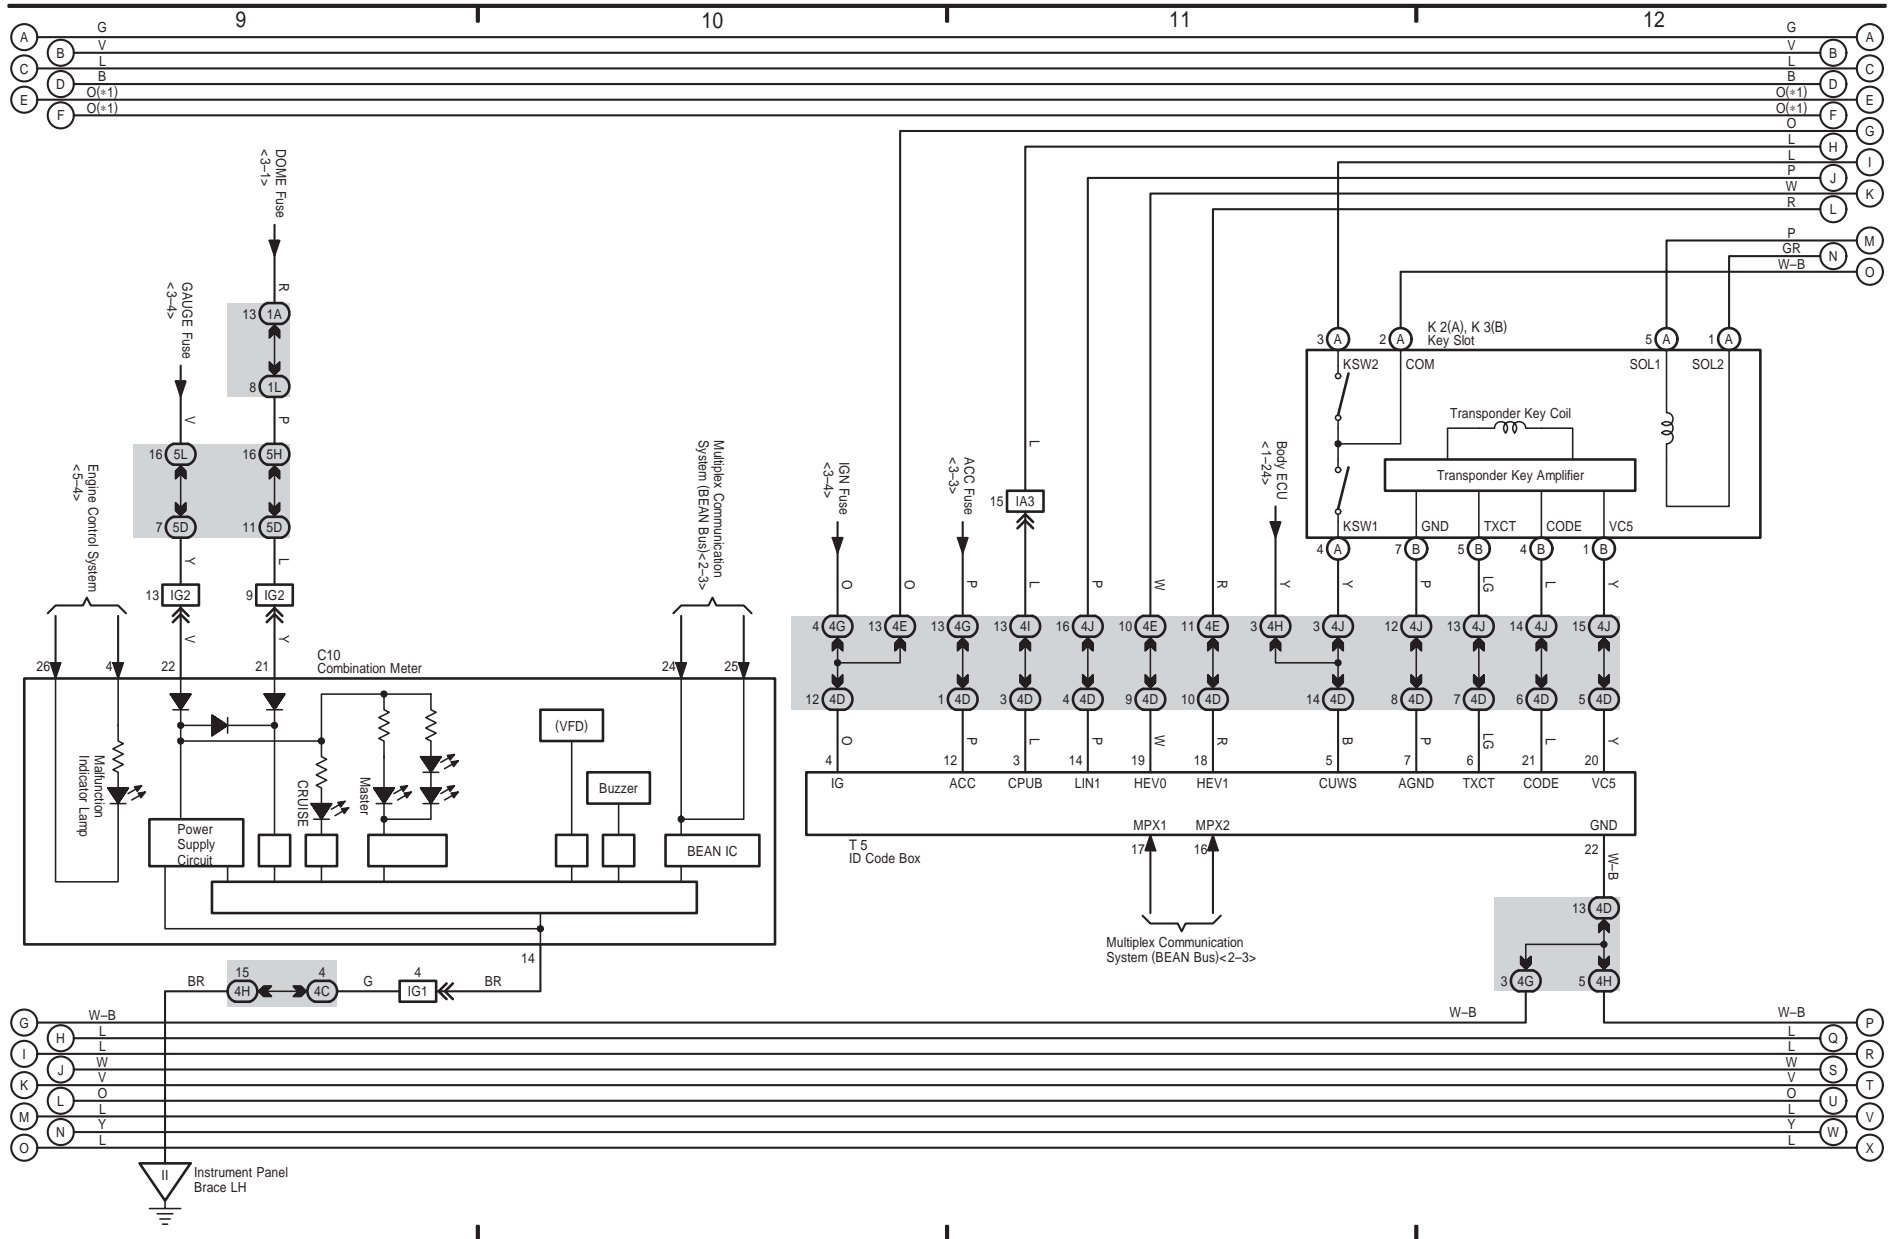 9 10 11 12
A G G A
B V V B
C L L C
D B B D
E O(*1) O(*1) E
F O(*1) O(*1) F
O G
L H
L I
P J
W K
R L
P M
GR N
W–B O
DOME Fuse
<3–1>
GAUGE Fuse
<3–4>
R
13 1A
8 1L
V P
16 5L 16 5H
7 5D 11 5D
Y L
13 IG2 9 IG2
V Y
Engine Control System
<5–4>
Multiplex Communication
System (BEAN Bus)<2–3>
26 4 22 21 24 25
C10
Combination Meter
Malfunction
Indicator Lamp
CRUISE
Master
(VFD)
Buzzer
Power
Supply
Circuit
BEAN IC
14
BR 15 4H 4 4C G 4 IG1 BR
IGN Fuse
<3–4>
ACC Fuse
<3–3>
L
15 IA3
Body ECU
<1–24>
K 2(A), K 3(B)
Key Slot
3 A 2 A 5 A 1 A
KSW2 COM SOL1 SOL2
Transponder Key Coil
Transponder Key Amplifier
KSW1 GND TXCT CODE VC5
4 A 7 B 5 B 4 B 1 B
O O P L P W R Y Y P LG L Y
4 4G 13 4E 13 4G 13 4I 16 4J 10 4E 11 4E 3 4H 3 4J 12 4J 13 4J 14 4J 15 4J
12 4D 1 4D 3 4D 4 4D 9 4D 10 4D 14 4D 8 4D 7 4D 6 4D 5 4D
O P L P W R B P LG L Y
4 12 3 14 19 18 5 7 6 21 20
IG ACC CPUB LIN1 HEV0 HEV1 CUWS AGND TXCT CODE VC5
MPX1 MPX2 GND
T 5
ID Code Box
17 16 22
W–B
Multiplex Communication
System (BEAN Bus)<2–3>
13 4D
3 4G 5 4H
G W–B W–B W–B P
H L L Q
I L L R
J W W S
K V V T
L O O U
M L L V
N Y Y W
O L L X
II
Instrument Panel
Brace LH